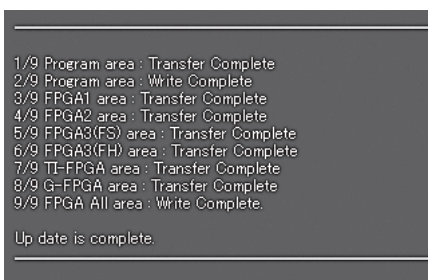 1/9 Program area : Transfer Complete
2/9 Program area : Write Complete
3/9 FPGA1 area : Transfer Complete
4/9 FPGA2 area : Transfer Complete
5/9 FPGA3(FS) area : Transfer Complete
6/9 FPGA3(FH) area : Transfer Complete
7/9 TI-FPGA area : Transfer Complete
8/9 G-FPGA area : Transfer Complete
9/9 FPGA All area : Write Complete.
Up date is complete.